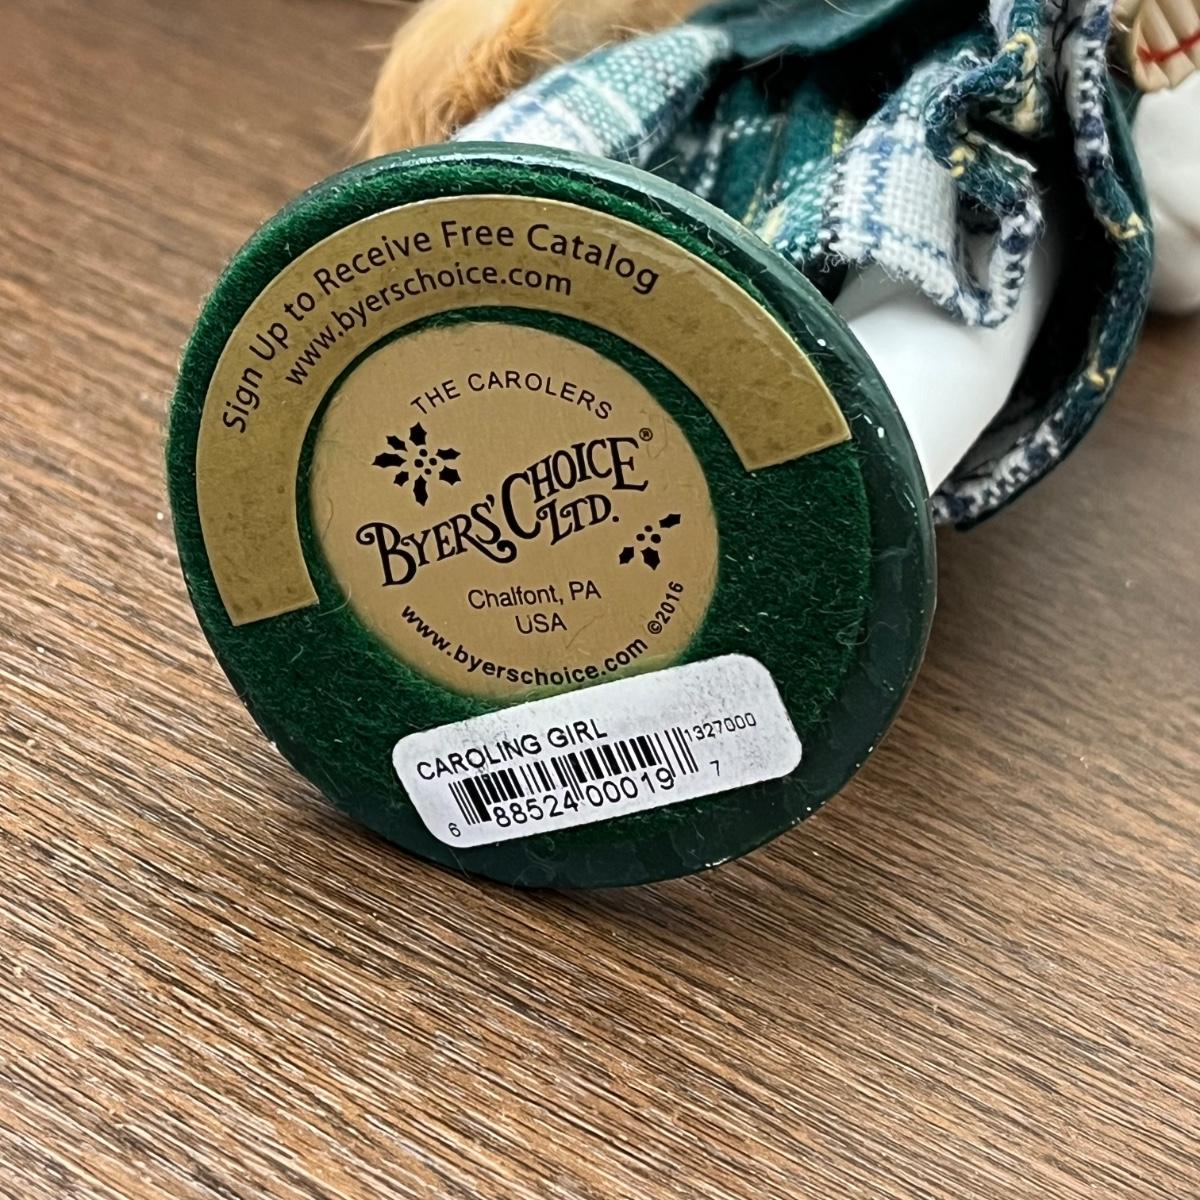 Sign Up to Receive Free Catalog
www.byerschoice.com
THE CAROLERS
BYERS' CHOICE®
LTD.
Chalfont, PA
USA
www.byerschoice.com ©2016
CAROLING GIRL
1327000
6 88524 00019 7